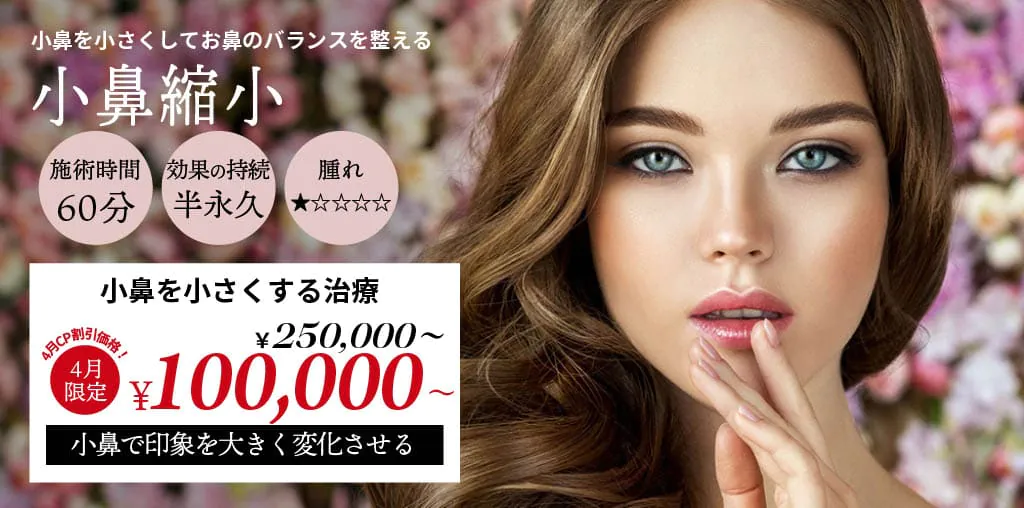 小鼻を小さくしてお鼻のバランスを整える
小鼻縮小
施術時間
60分
効果の持続
半永久
腫れ
★☆☆☆☆
小鼻を小さくする治療
¥250,000～
4月CP割引価格！
4月
限定
¥100,000～
小鼻で印象を大きく変化させる